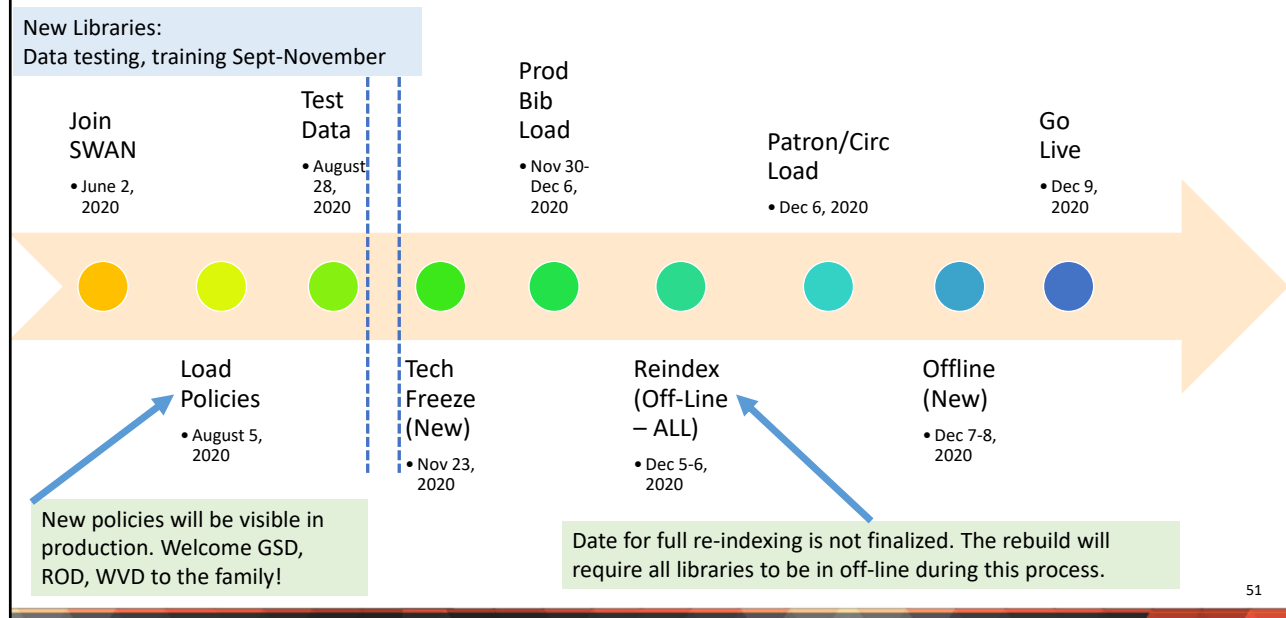 New Libraries:
Data testing, training Sept-November
Join
SWAN
• June 2,
2020
Test
Data
• August
28,
2020
Prod
Bib
Load
• Nov 30-
Dec 6,
2020
Patron/Circ
Load
• Dec 6, 2020
Go
Live
• Dec 9,
2020
Load
Policies
• August 5,
2020
Tech
Freeze
(New)
• Nov 23,
2020
Reindex
(Off-Line
– ALL)
• Dec 5-6,
2020
Offline
(New)
• Dec 7-8,
2020
New policies will be visible in
production. Welcome GSD,
ROD, WVD to the family!
Date for full re-indexing is not finalized. The rebuild will
require all libraries to be in off-line during this process.
51